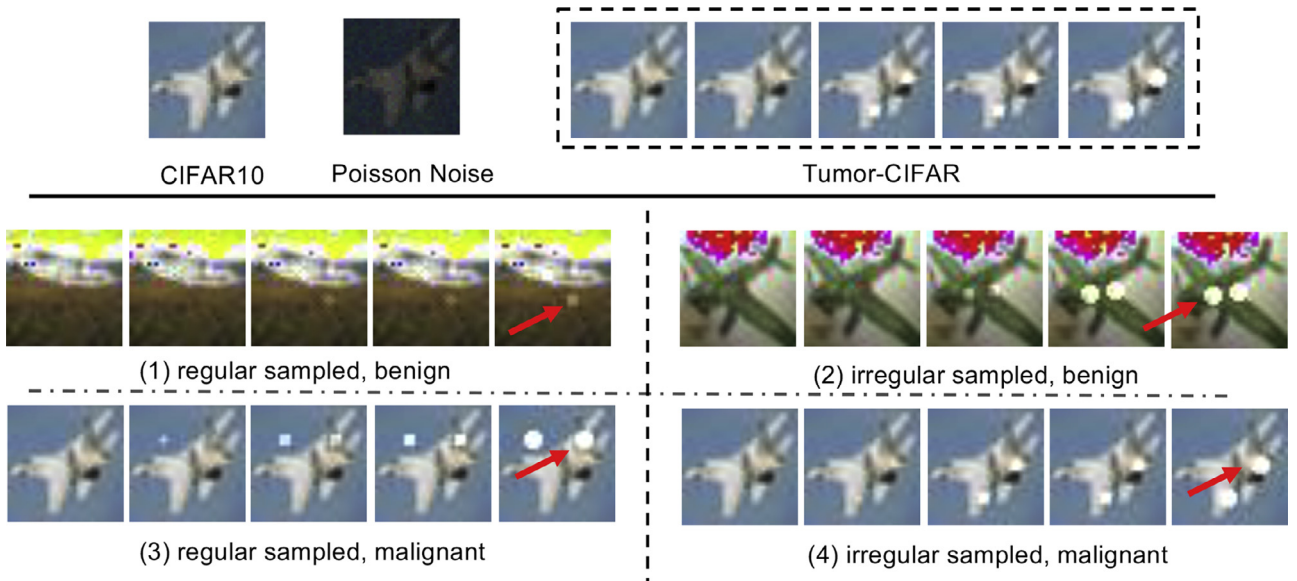 CIFAR10
Poisson Noise
Tumor-CIFAR
(1) regular sampled, benign
(2) irregular sampled, benign
(3) regular sampled, malignant
(4) irregular sampled, malignant